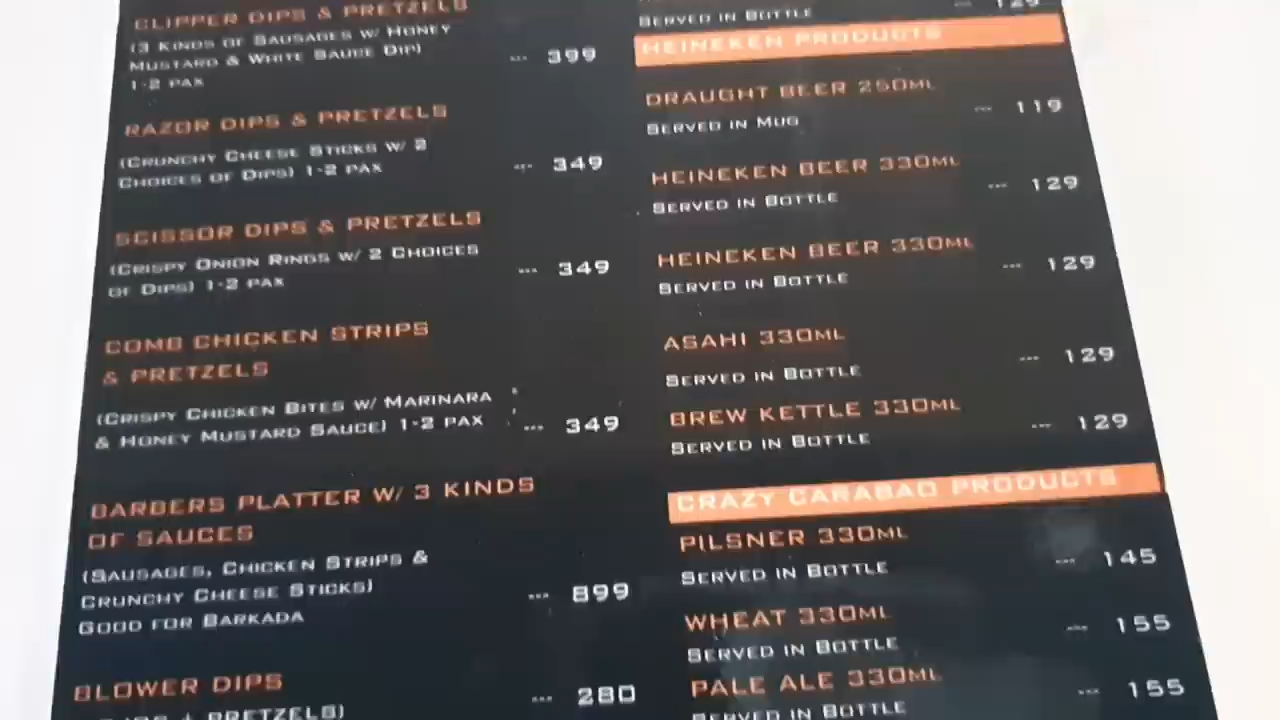 CLIPPER DIPS & PRETZELS
(3 KINDS OF SAUSAGES W/ HONEY
MUSTARD & WHITE SAUCE DIP)
1-2 PAX
--- 399
RAZOR DIPS & PRETZELS
(CRUNCHY CHEESE STICKS W/ 2
CHOICES OF DIPS) 1-2 PAX
--- 349
SCISSOR DIPS & PRETZELS
(CRISPY ONION RINGS W/ 2 CHOICES
OF DIPS) 1-2 PAX
--- 349
COMB CHICKEN STRIPS
& PRETZELS
(CRISPY CHICKEN BITES W/ MARINARA
& HONEY MUSTARD SAUCE) 1-2 PAX
--- 349
BARBERS PLATTER W/ 3 KINDS
OF SAUCES
(SAUSAGES, CHICKEN STRIPS &
CRUNCHY CHEESE STICKS)
GOOD FOR BARKADA
--- 899
BLOWER DIPS
--- 280
+ PRETZELS)
SERVED IN BOTTLE
--- 129
HEINEKEN PRODUCTS
DRAUGHT BEER 250ML
SERVED IN MUG
--- 119
HEINEKEN BEER 330ML
SERVED IN BOTTLE
--- 129
HEINEKEN BEER 330ML
SERVED IN BOTTLE
--- 129
ASAHI 330ML
SERVED IN BOTTLE
--- 129
BREW KETTLE 330ML
SERVED IN BOTTLE
--- 129
CRAZY CARABAO PRODUCTS
PILSNER 330ML
SERVED IN BOTTLE
--- 145
WHEAT 330ML
SERVED IN BOTTLE
--- 155
PALE ALE 330ML
SERVED IN BOTTLE
--- 155